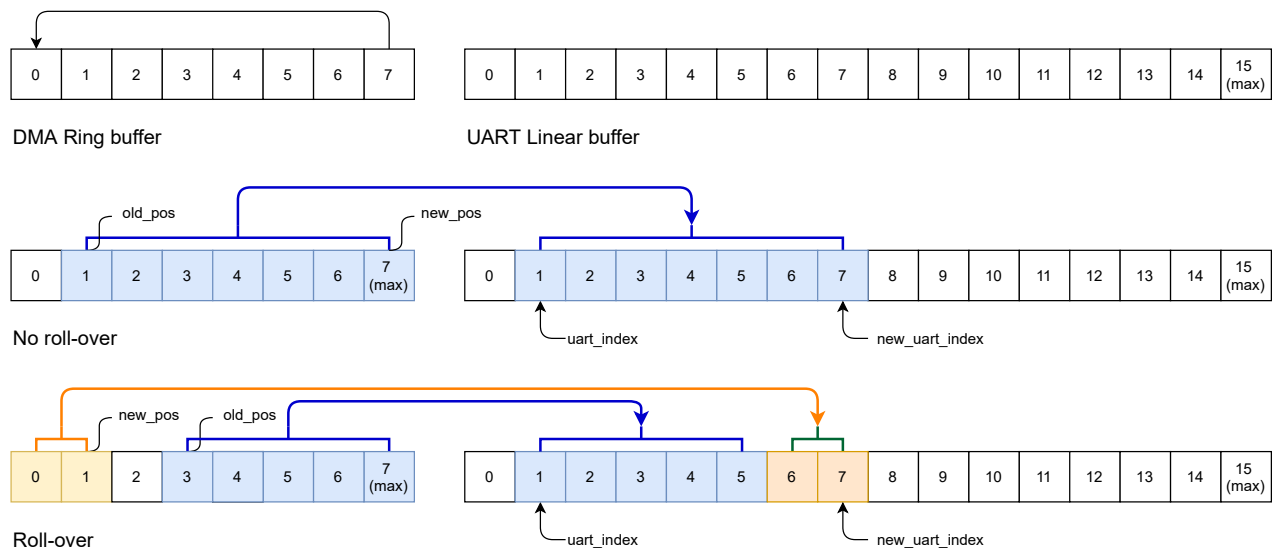 0 1 2 3 4 5 6 7
0 1 2 3 4 5 6 7 8 9 10 11 12 13 14 15
(max)
DMA Ring buffer
UART Linear buffer
old_pos
new_pos
0 1 2 3 4 5 6 7
(max)
0 1 2 3 4 5 6 7 8 9 10 11 12 13 14 15
(max)
No roll-over
uart_index
new_uart_index
new_pos
old_pos
0 1 2 3 4 5 6 7
(max)
0 1 2 3 4 5 6 7 8 9 10 11 12 13 14 15
(max)
Roll-over
uart_index
new_uart_index